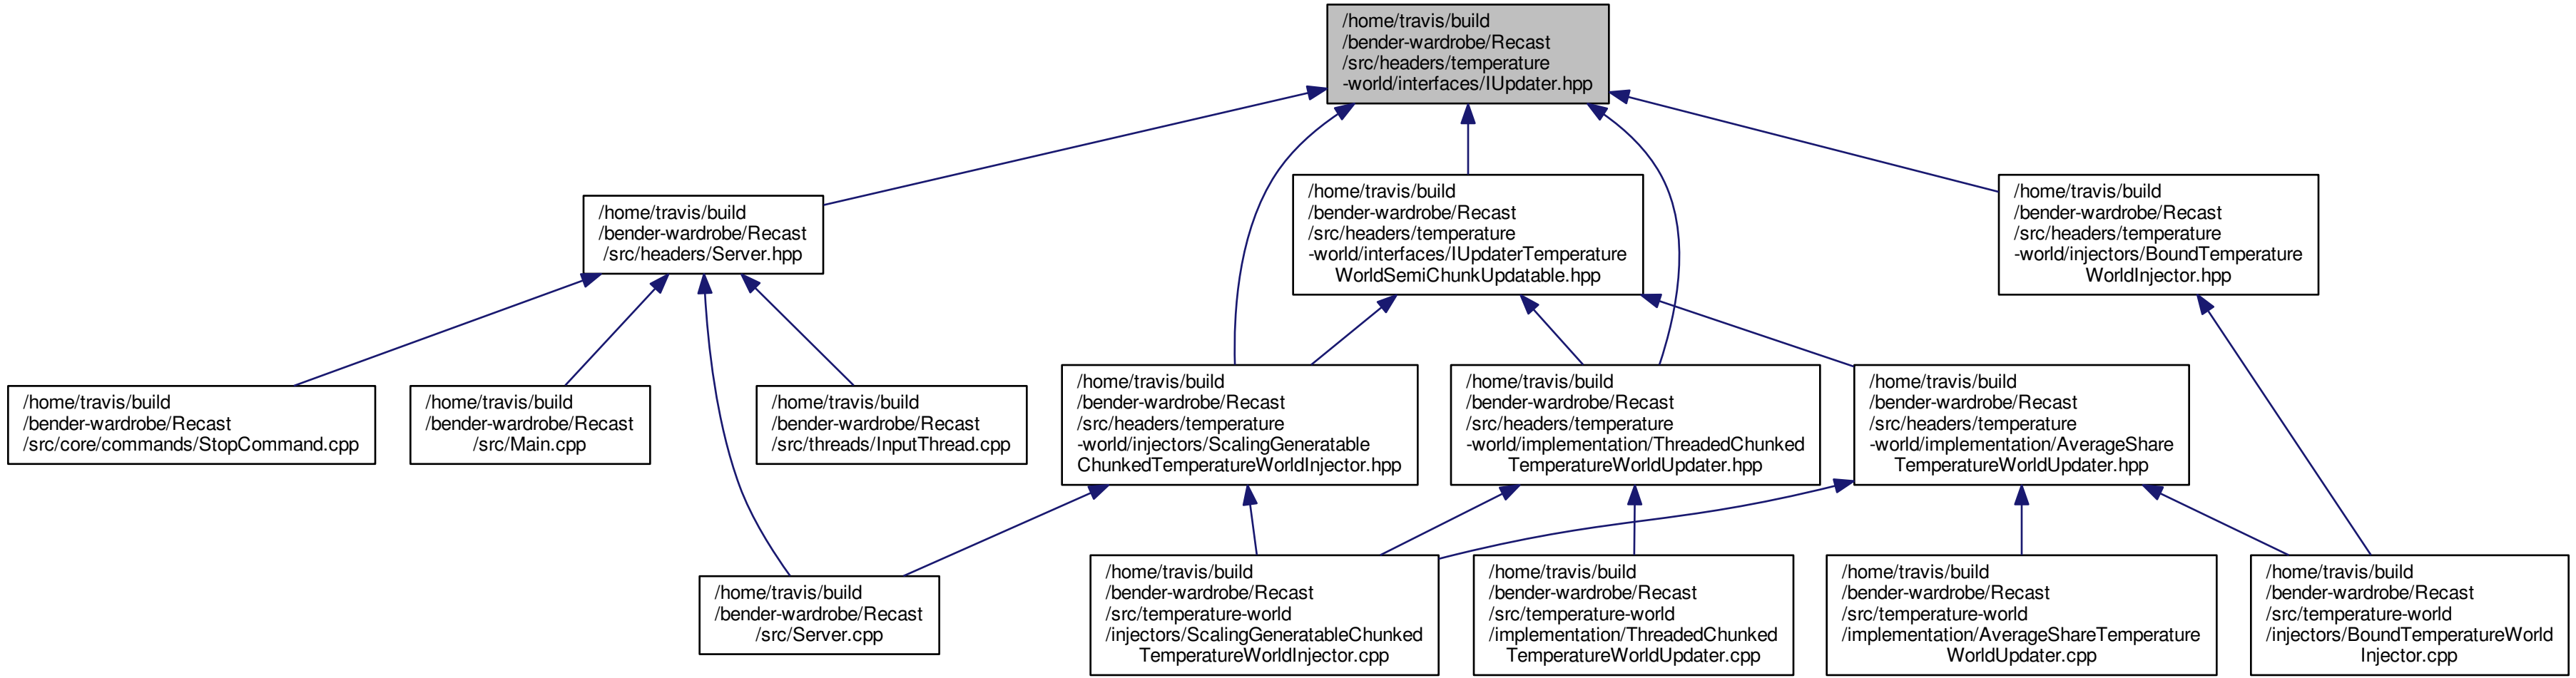 /home/travis/build
/bender-wardrobe/Recast
/src/headers/temperature
-world/interfaces/IUpdater.hpp
/home/travis/build
/bender-wardrobe/Recast
/src/headers/Server.hpp
/home/travis/build
/bender-wardrobe/Recast
/src/headers/temperature
-world/interfaces/IUpdaterTemperature
WorldSemiChunkUpdatable.hpp
/home/travis/build
/bender-wardrobe/Recast
/src/headers/temperature
-world/injectors/BoundTemperature
WorldInjector.hpp
/home/travis/build
/bender-wardrobe/Recast
/src/core/commands/StopCommand.cpp
/home/travis/build
/bender-wardrobe/Recast
/src/Main.cpp
/home/travis/build
/bender-wardrobe/Recast
/src/threads/InputThread.cpp
/home/travis/build
/bender-wardrobe/Recast
/src/headers/temperature
-world/injectors/ScalingGeneratable
ChunkedTemperatureWorldInjector.hpp
/home/travis/build
/bender-wardrobe/Recast
/src/headers/temperature
-world/implementation/ThreadedChunked
TemperatureWorldUpdater.hpp
/home/travis/build
/bender-wardrobe/Recast
/src/headers/temperature
-world/implementation/AverageShare
TemperatureWorldUpdater.hpp
/home/travis/build
/bender-wardrobe/Recast
/src/Server.cpp
/home/travis/build
/bender-wardrobe/Recast
/src/temperature-world
/injectors/ScalingGeneratableChunked
TemperatureWorldInjector.cpp
/home/travis/build
/bender-wardrobe/Recast
/src/temperature-world
/implementation/ThreadedChunked
TemperatureWorldUpdater.cpp
/home/travis/build
/bender-wardrobe/Recast
/src/temperature-world
/implementation/AverageShareTemperature
WorldUpdater.cpp
/home/travis/build
/bender-wardrobe/Recast
/src/temperature-world
/injectors/BoundTemperatureWorld
Injector.cpp